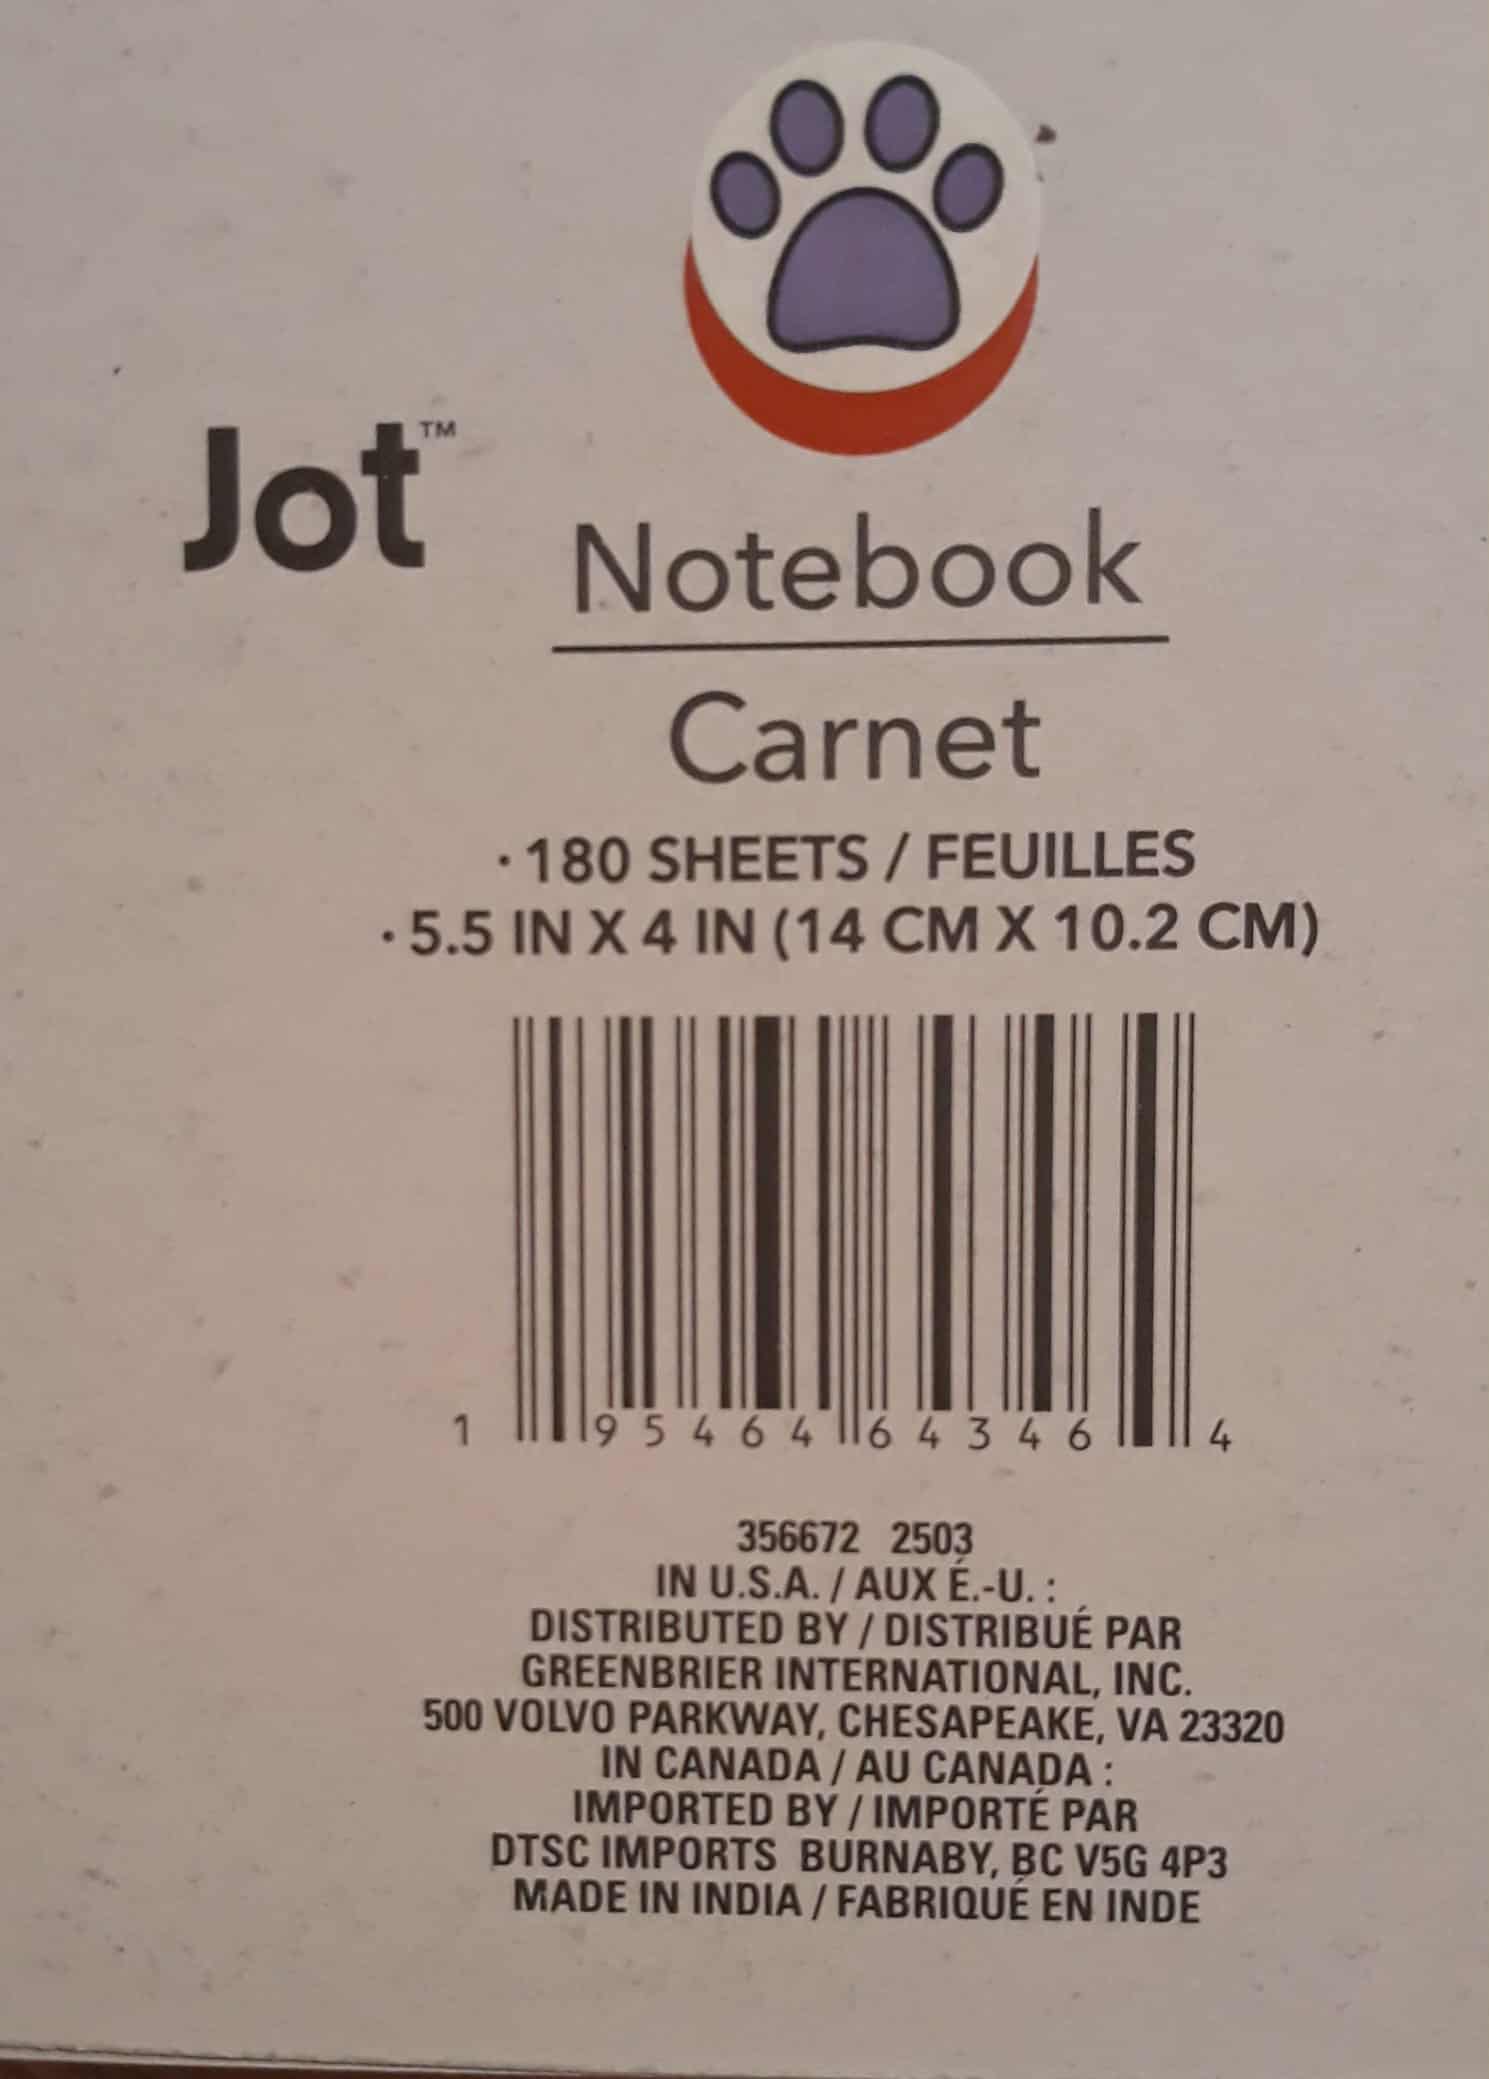 Jot™
Notebook
Carnet
· 180 SHEETS / FEUILLES
· 5.5 IN X 4 IN (14 CM X 10.2 CM)
1 95464 64346 4
356672 2503
IN U.S.A. / AUX É.-U. :
DISTRIBUTED BY / DISTRIBUÉ PAR
GREENBRIER INTERNATIONAL, INC.
500 VOLVO PARKWAY, CHESAPEAKE, VA 23320
IN CANADA / AU CANADA :
IMPORTED BY / IMPORTÉ PAR
DTSC IMPORTS BURNABY, BC V5G 4P3
MADE IN INDIA / FABRIQUÉ EN INDE